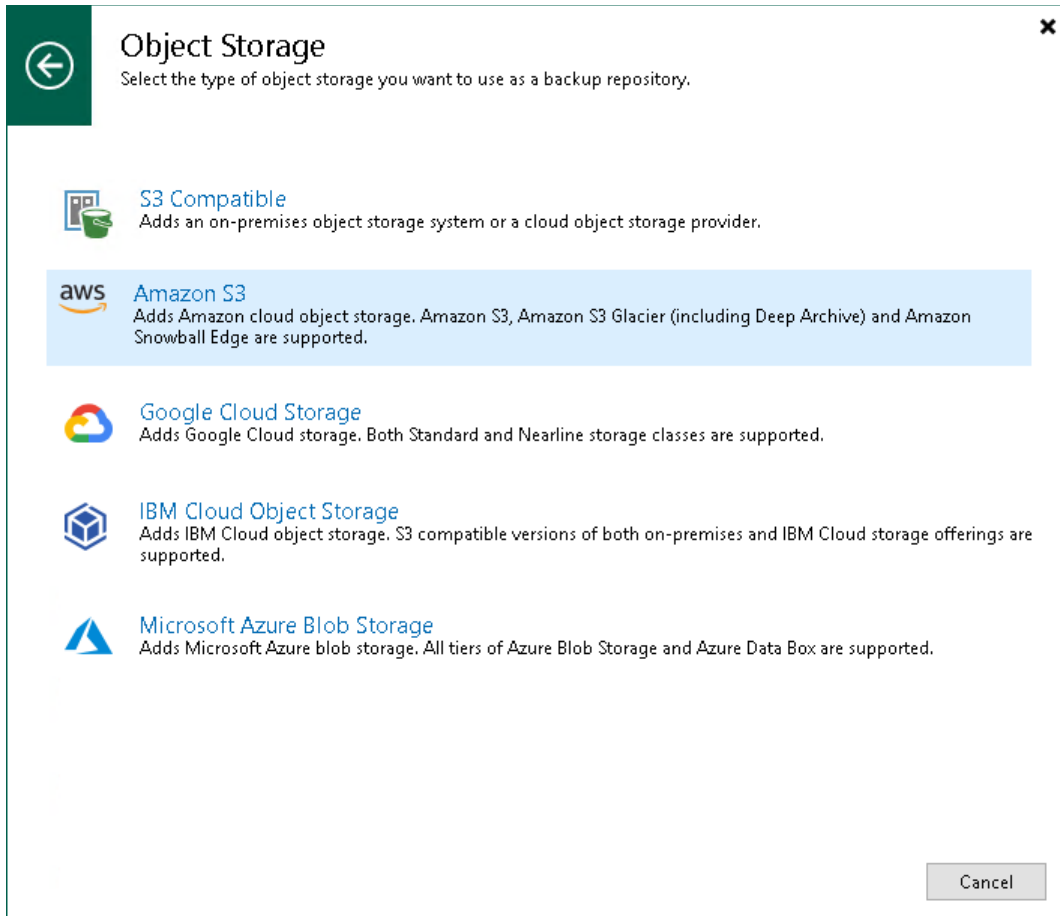 Object Storage
Select the type of object storage you want to use as a backup repository.
S3 Compatible
Adds an on-premises object storage system or a cloud object storage provider.
aws
Amazon S3
Adds Amazon cloud object storage. Amazon S3, Amazon S3 Glacier (including Deep Archive) and Amazon
Snowball Edge are supported.
Google Cloud Storage
Adds Google Cloud storage. Both Standard and Nearline storage classes are supported.
IBM Cloud Object Storage
Adds IBM Cloud object storage. S3 compatible versions of both on-premises and IBM Cloud storage offerings are
supported.
Microsoft Azure Blob Storage
Adds Microsoft Azure blob storage. All tiers of Azure Blob Storage and Azure Data Box are supported.
Cancel